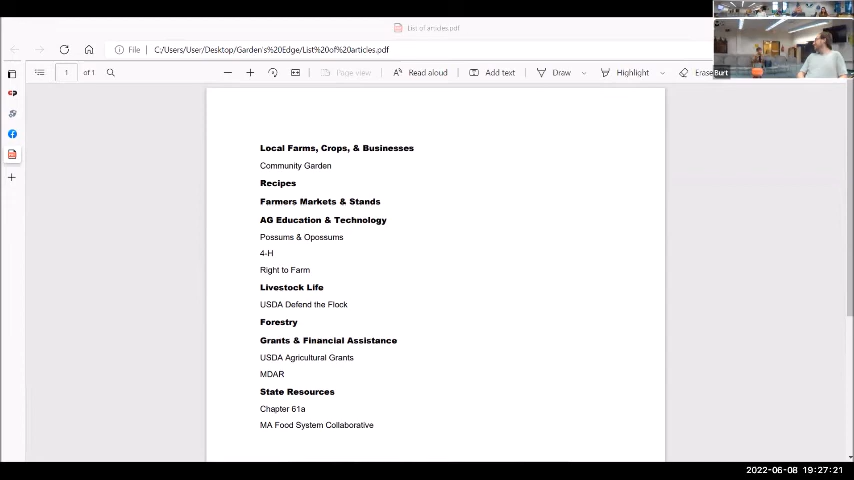 List of articles.pdf
File C:/Users/User/Desktop/Garden's%20Edge/List%20of%20articles.pdf
1 of 1 Page view Read aloud Add text Draw Highlight Erase
Burt
Local Farms, Crops, & Businesses
Community Garden
Recipes
Farmers Markets & Stands
AG Education & Technology
Possums & Opossums
4-H
Right to Farm
Livestock Life
USDA Defend the Flock
Forestry
Grants & Financial Assistance
USDA Agricultural Grants
MDAR
State Resources
Chapter 61a
MA Food System Collaborative
2022-06-08 19:27:21